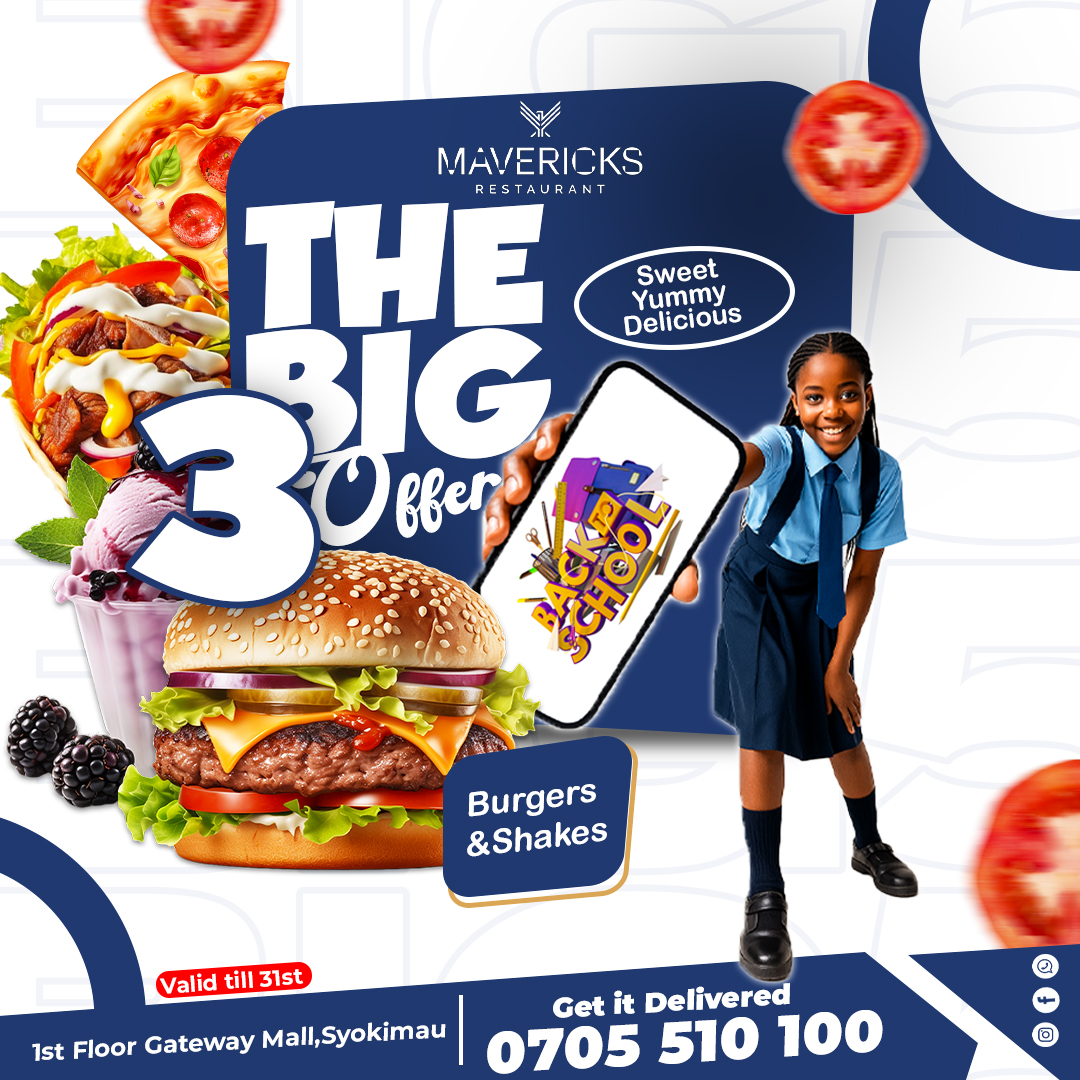 MAVERICKS
RESTAURANT
THE
BIG
3
Offer
Sweet
Yummy
Delicious
BACK TO
SCHOOL
Burgers
&Shakes
Valid till 31st
1st Floor Gateway Mall,Syokimau
Get it Delivered
0705 510 100